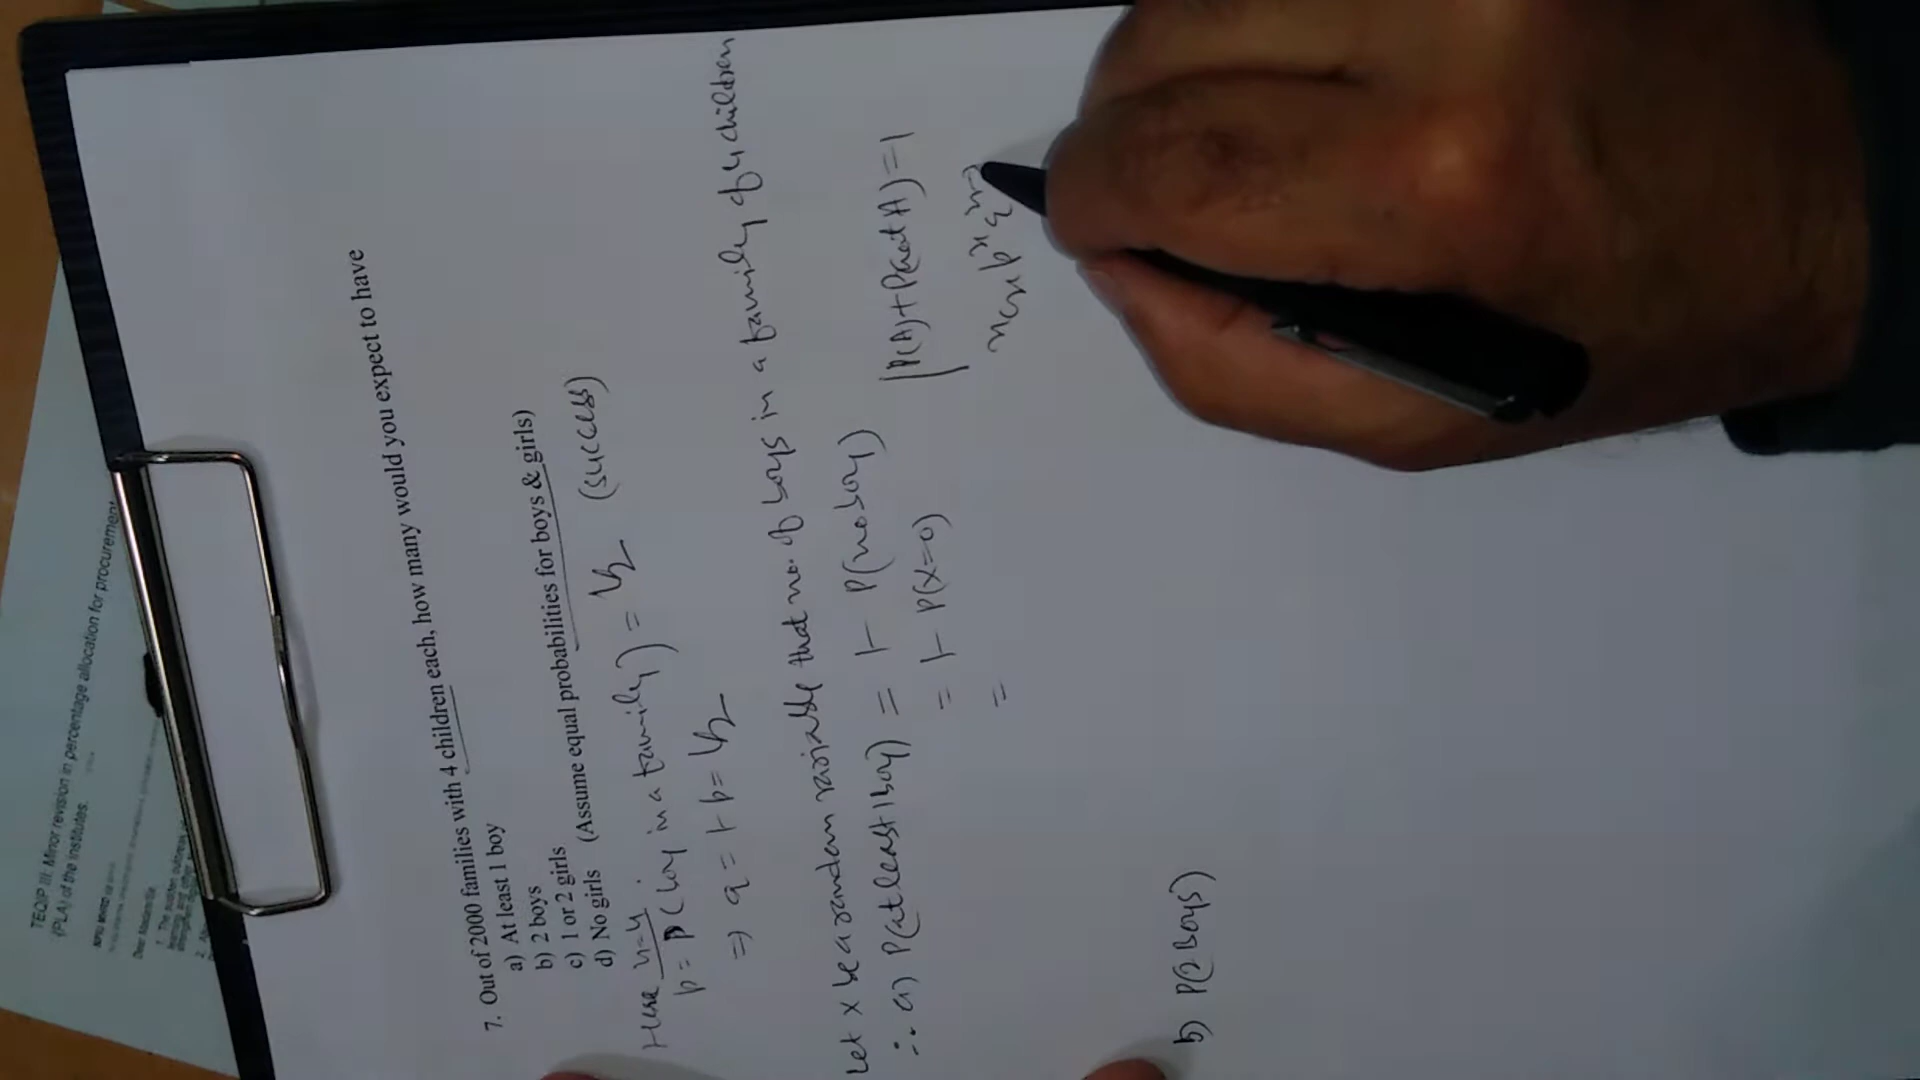 TEQIP III: Minor revision in percentage allocation for procurement
(PLA) of the institutes.
7. Out of 2000 families with 4 children each, how many would you expect to have
a) At least 1 boy
b) 2 boys
c) 1 or 2 girls
d) No girls (Assume equal probabilities for boys & girls)
Here n=4
p = P(boy in a family) = 1/2 (success)
=> q = 1-p = 1/2
Let x be a random variable that no. of boys in a family of 4 children
∴ a) P(at least 1 boy) = 1- P(no boy) |P(A)+P(not A)=1
= 1- P(X=0) ncx p^x q^n-x
=
b) P(2 Boys)